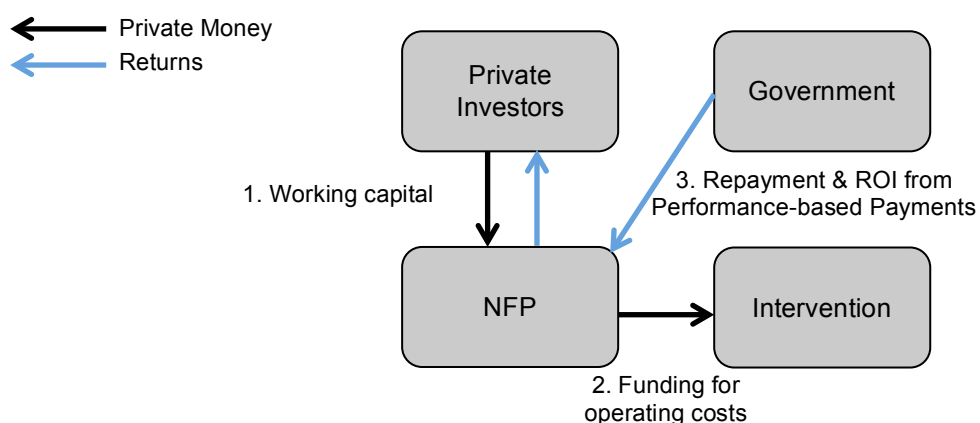 Private Money
Returns
Private
Investors
Government
1. Working capital
3. Repayment & ROI from
Performance-based Payments
NFP
Intervention
2. Funding for
operating costs